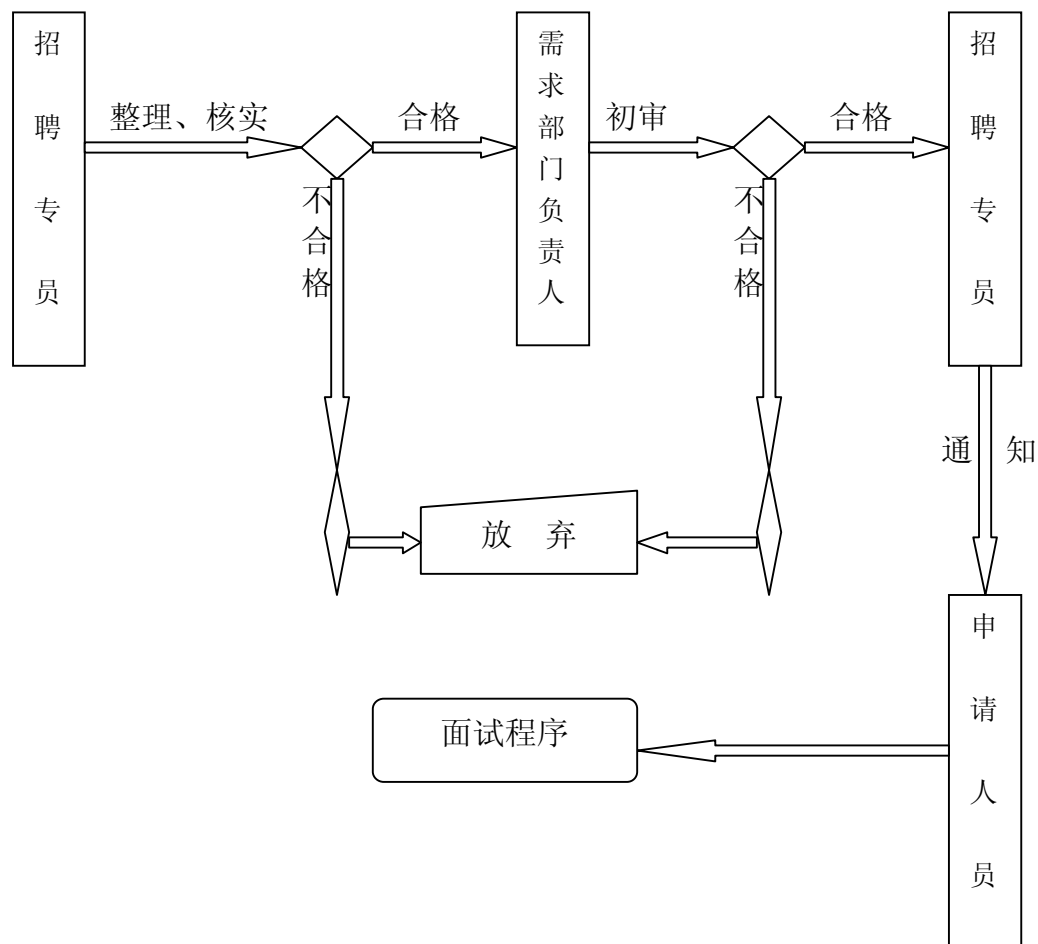 招聘专员
整理、核实
合格
需求部门负责人
初审
合格
招聘专员
不合格
不合格
通 知
放 弃
申请人员
面试程序